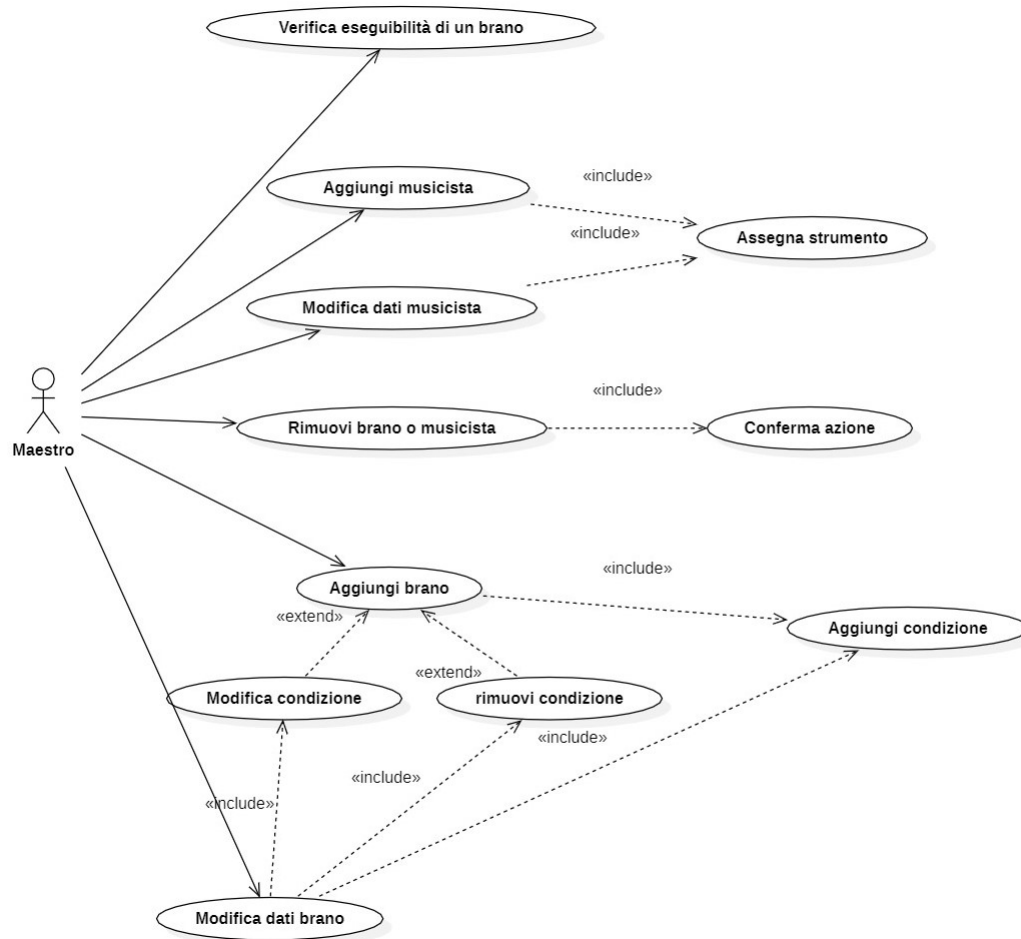 Verifica eseguibilità di un brano
Aggiungi musicista
«include»
Assegna strumento
«include»
Modifica dati musicista
Maestro
Rimuovi brano o musicista
«include»
Conferma azione
Aggiungi brano
«include»
Aggiungi condizione
«extend»
Modifica condizione
«extend»
rimuovi condizione
«include»
«include»
«include»
Modifica dati brano